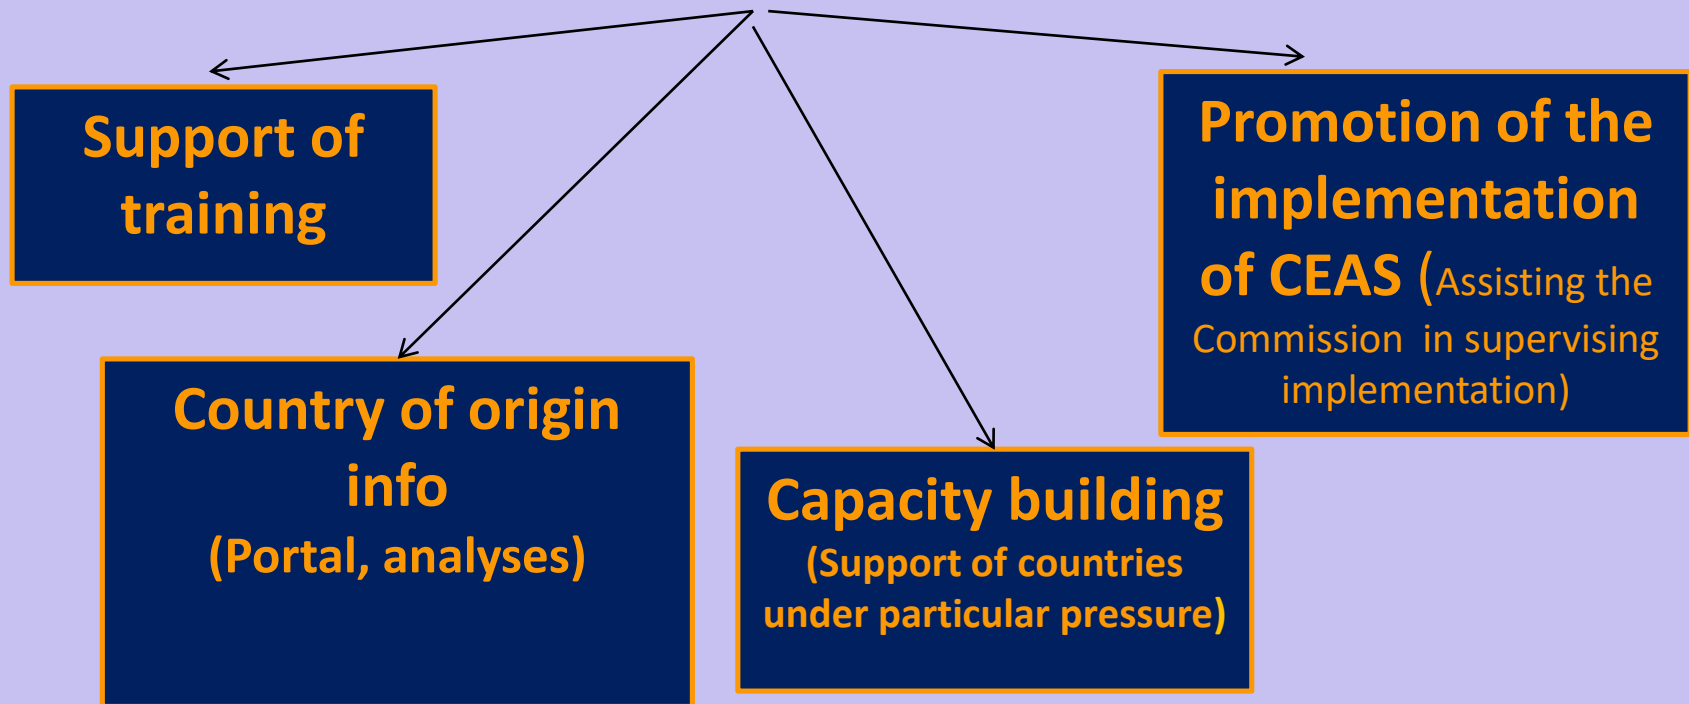 Support of
training
Promotion of the
implementation
of CEAS (Assisting the
Commission in supervising
implementation)
Country of origin
info
(Portal, analyses)
Capacity building
(Support of countries
under particular pressure)